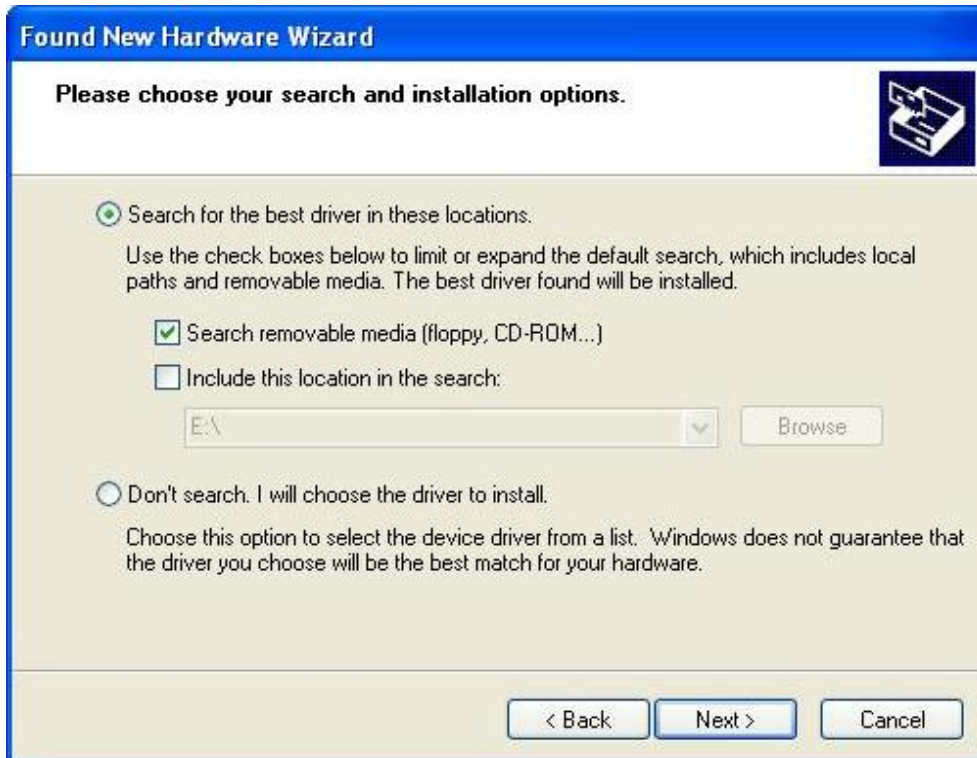 Found New Hardware Wizard
Please choose your search and installation options.
Search for the best driver in these locations.
Use the check boxes below to limit or expand the default search, which includes local
paths and removable media. The best driver found will be installed.
Search removable media (floppy, CD-ROM...)
Include this location in the search:
E:\
Browse
Don't search. I will choose the driver to install.
Choose this option to select the device driver from a list.  Windows does not guarantee that
the driver you choose will be the best match for your hardware.
< Back
Next >
Cancel